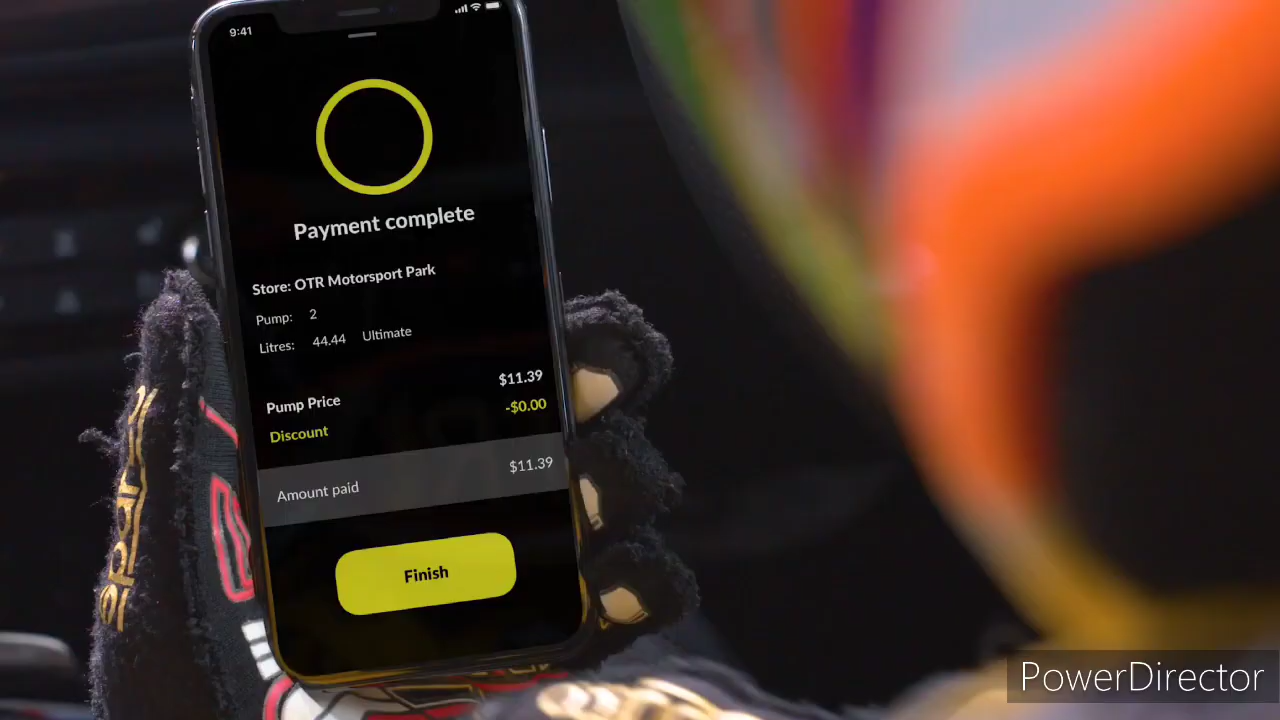 9:41
Payment complete
Store: OTR Motorsport Park
Pump: 2
Litres: 44.44 Ultimate
$11.39
Pump Price
-$0.00
Discount
$11.39
Amount paid
Finish
PowerDirector